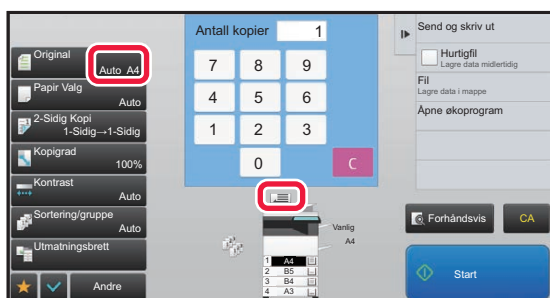 Original
Auto A4
Papir Valg
Auto
2-Sidig Kopi
1-Sidig→1-Sidig
Kopigrad
100%
Kontrast
Auto
Sortering/gruppe
Auto
Utmatningsbrett
Andre
Antall kopier 1
7 8 9
4 5 6
1 2 3
0 C
Vanlig
A4
1 A4
2 B5
3 B4
4 A3
Send og skriv ut
Hurtigfil
Lagre data midlertidig
Fil
Lagre data i mappe
Åpne økoprogram
Forhåndsvis
CA
Start